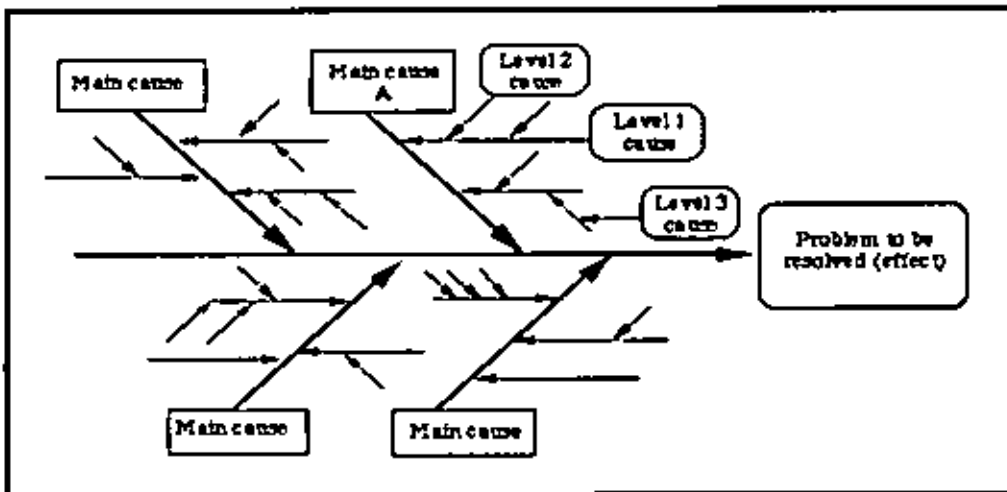 Main cause
Main cause
A
Level 2
cause
Level 1
cause
Level 3
cause
Problem to be
resolved (effect)
Main cause
Main cause